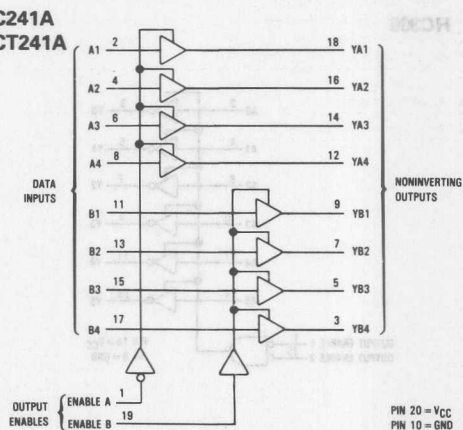 C241A
CT241A
A1 2 18 YA1
A2 4 16 YA2
A3 6 14 YA3
A4 8 12 YA4
DATA INPUTS
NONINVERTING OUTPUTS
B1 11 9 YB1
B2 13 7 YB2
B3 15 5 YB3
B4 17 3 YB4
OUTPUT ENABLES
ENABLE A 1
ENABLE B 19
PIN 20 = VCC
PIN 10 = GND